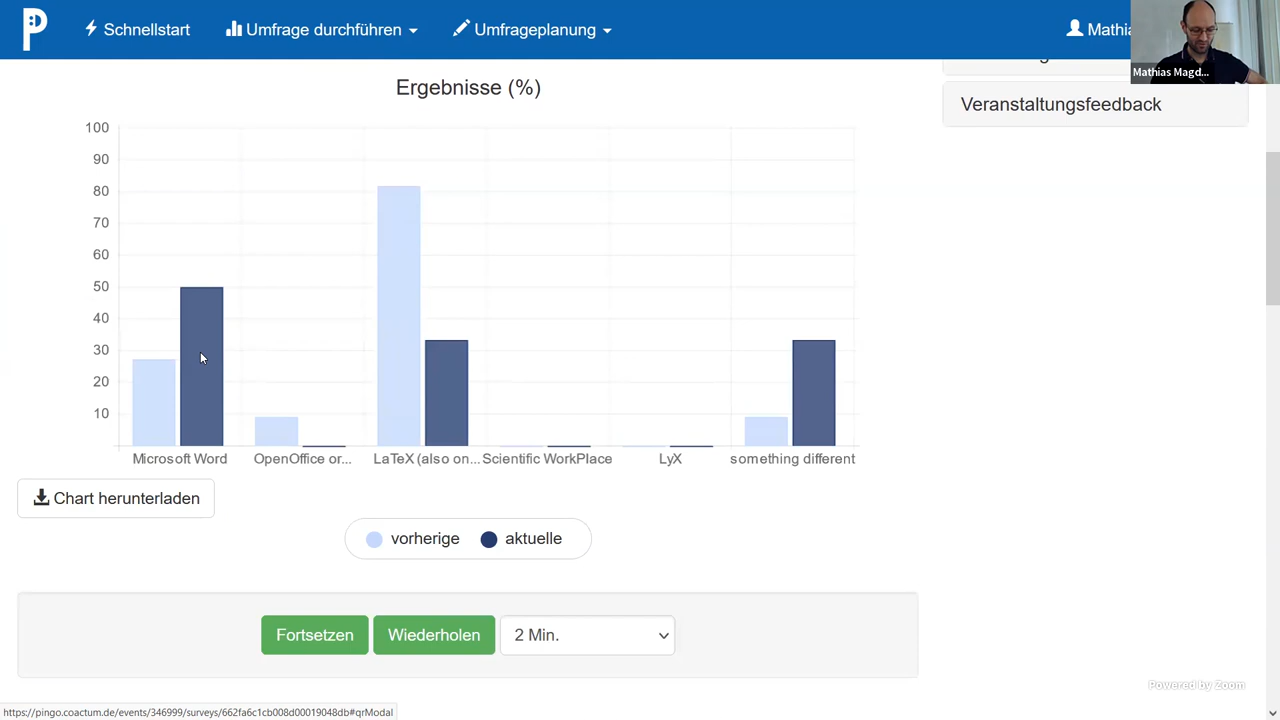 Schnellstart
Umfrage durchführen
Umfrageplanung
Mathia
Mathias Magd...
Veranstaltungsfeedback
Ergebnisse (%)
100
90
80
70
60
50
40
30
20
10
Microsoft Word
OpenOffice or...
LaTeX (also on...
Scientific WorkPlace
LyX
something different
Chart herunterladen
vorherige
aktuelle
Fortsetzen
Wiederholen
2 Min.
Powered by Zoom
https://pingo.coactum.de/events/346999/surveys/662fa6c1cb008d00019048db#qrModal